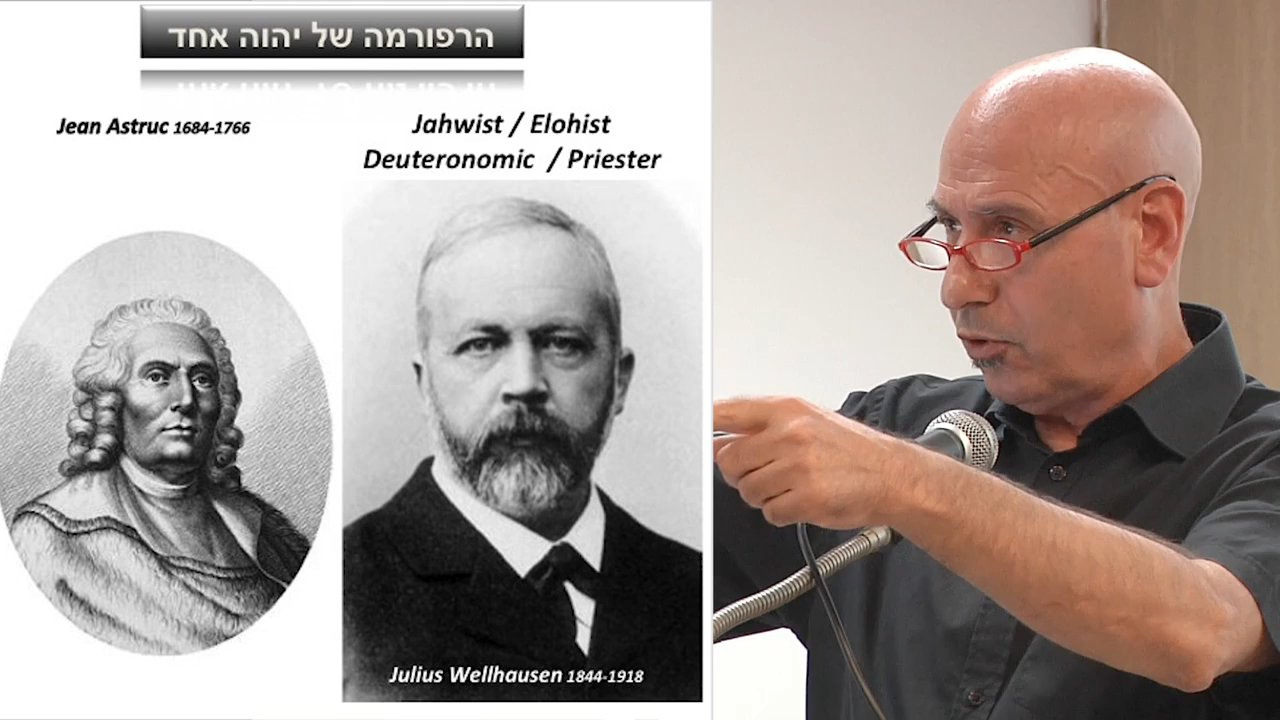 הרפורמה של יהוה אחד
Jean Astruc 1684-1766
Jahwist / Elohist
Deuteronomic / Priester
Julius Wellhausen 1844-1918